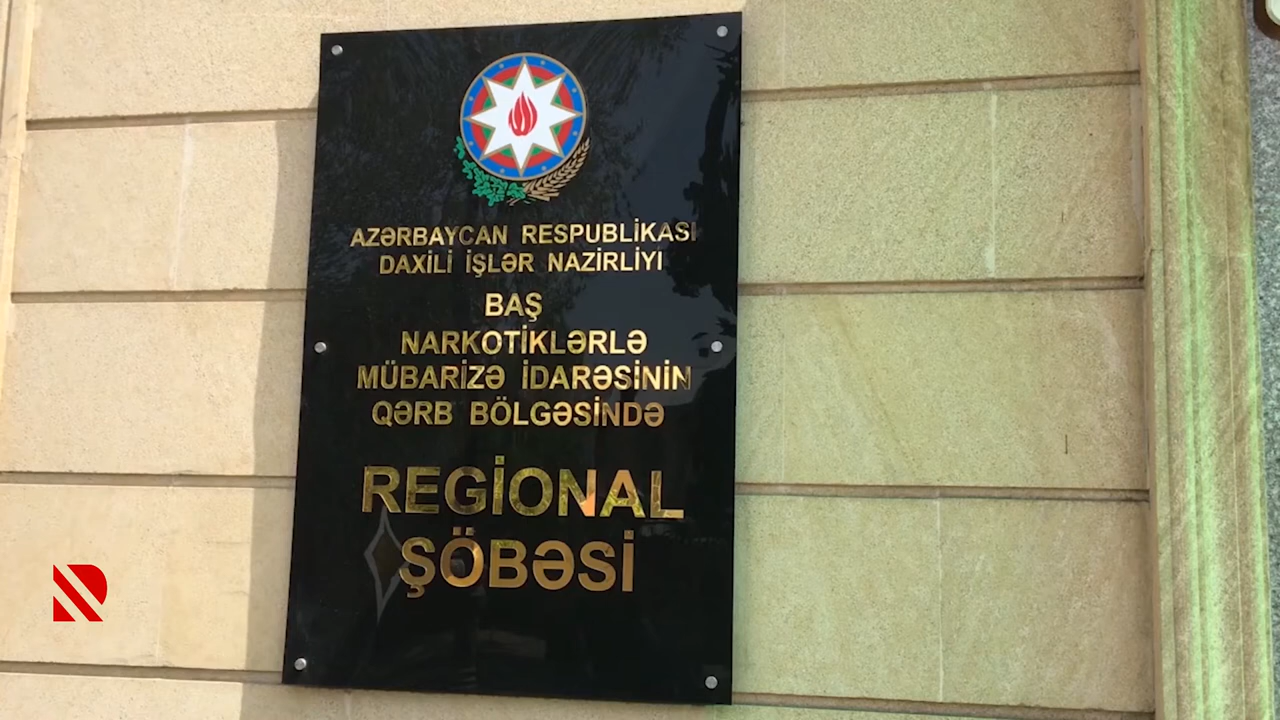 AZƏRBAYCAN RESPUBLİKASI
DAXİLİ İŞLƏR NAZİRLİYI
BAŞ
NARKOTİKLƏRLƏ
MÜBARİZƏ İDARƏSİNİN
QƏRB BÖLGƏSİNDƏ
REGİONAL
ŞÖBƏSİ